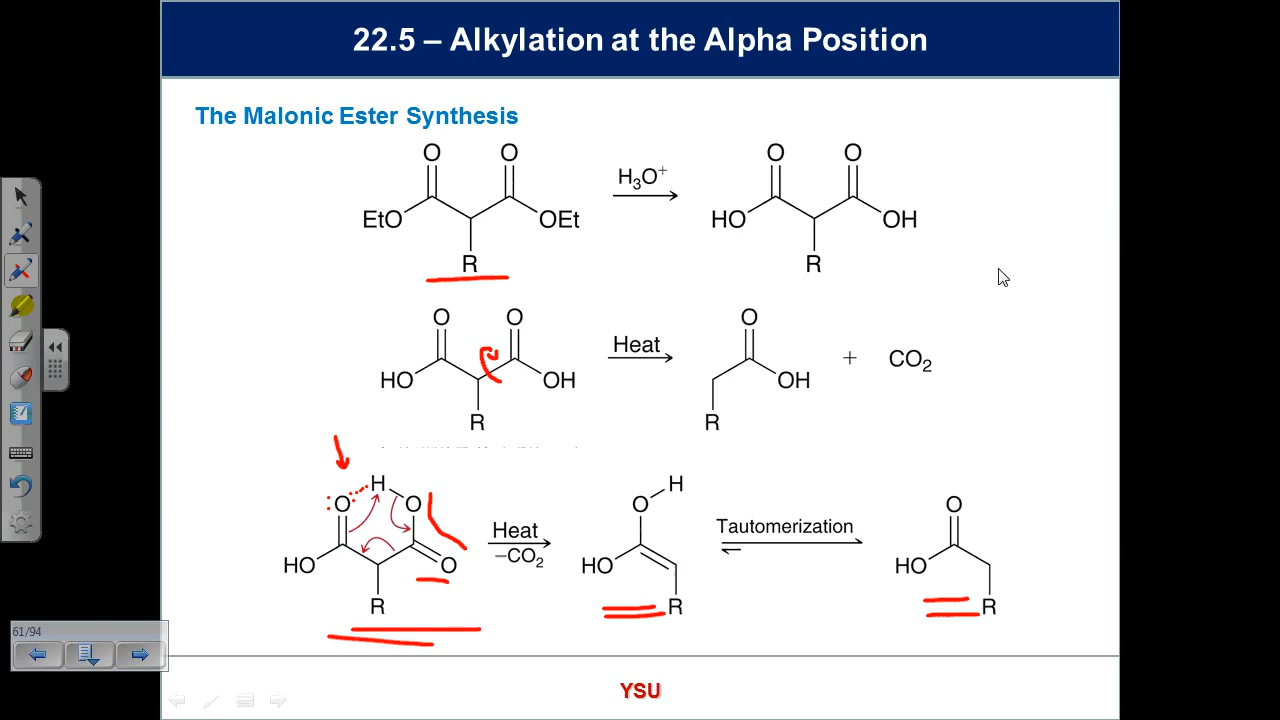 22.5 – Alkylation at the Alpha Position
The Malonic Ester Synthesis
O O O O
H₃O⁺
EtO OEt HO OH
R R
O O O
Heat
HO OH OH + CO₂
R R
H H
O O O O
Heat Tautomerization
−CO₂
HO O HO HO
R R R
61/94
YSU